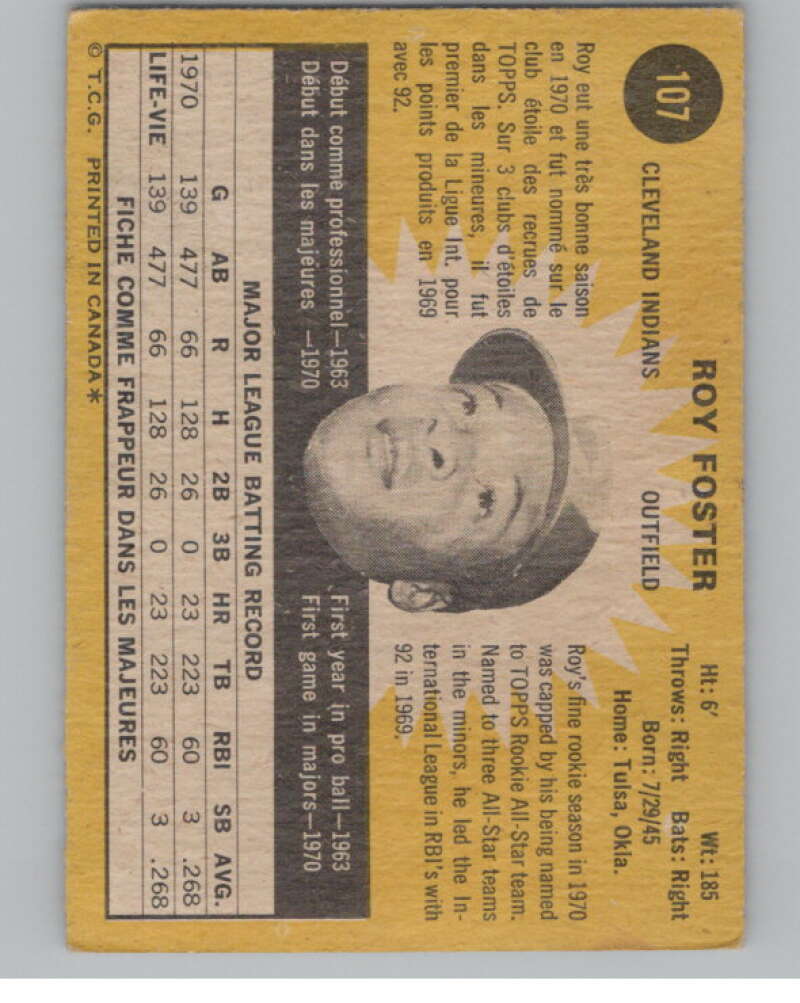 107
ROY FOSTER
Ht: 6' Wt: 185
CLEVELAND INDIANS OUTFIELD
Throws: Right Bats: Right
Born: 7/29/45
Home: Tulsa, Okla.
Roy eut une très bonne saison
en 1970 et fut nommé sur le
club étoile des recrues de
TOPPS. Sur 3 clubs d'étoiles
dans les mineures, il fut
premier de la Ligue Int. pour
les points produits en 1969
avec 92.
Roy's fine rookie season in 1970
was capped by his being named
to TOPPS Rookie All-Star team.
Named to three All-Star teams
in the minors, he led the In-
ternational League in RBI's with
92 in 1969.
Début comme professionnel—1963
Début dans les majeures —1970
First year in pro ball—1963
First game in majors—1970
MAJOR LEAGUE BATTING RECORD
G AB R H 2B 3B HR TB RBI SB AVG.
1970 139 477 66 128 26 0 23 223 60 3 .268
LIFE-VIE 139 477 66 128 26 0 23 223 60 3 .268
FICHE COMME FRAPPEUR DANS LES MAJEURES
© T.C.G. PRINTED IN CANADA*